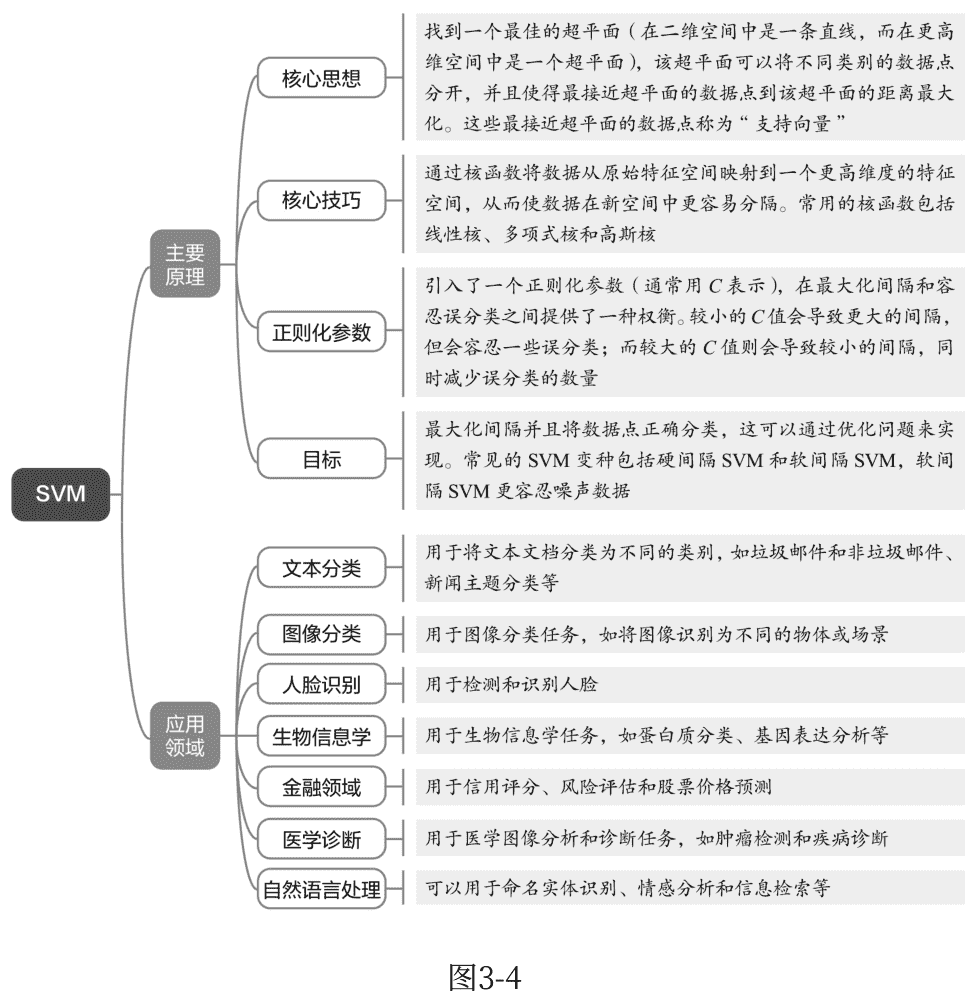 SVM
主要
原理
核心思想
找到一个最佳的超平面（在二维空间中是一条直线，而在更高
维空间中是一个超平面），该超平面可以将不同类别的数据点
分开，并且使得最接近超平面的数据点到该超平面的距离最大
化。这些最接近超平面的数据点称为“支持向量”
核心技巧
通过核函数将数据从原始特征空间映射到一个更高维度的特征
空间，从而使数据在新空间中更容易分隔。常用的核函数包括
线性核、多项式核和高斯核
正则化参数
引入了一个正则化参数（通常用 C 表示），在最大化间隔和容
忍误分类之间提供了一种权衡。较小的 C 值会导致更大的间隔，
但会容忍一些误分类；而较大的 C 值则会导致较小的间隔，同
时减少误分类的数量
目标
最大化间隔并且将数据点正确分类，这可以通过优化问题来实
现。常见的 SVM 变种包括硬间隔 SVM 和软间隔 SVM，软间
隔 SVM 更容忍噪声数据
应用
领域
文本分类
用于将文本文档分类为不同的类别，如垃圾邮件和非垃圾邮件、
新闻主题分类等
图像分类
用于图像分类任务，如将图像识别为不同的物体或场景
人脸识别
用于检测和识别人脸
生物信息学
用于生物信息学任务，如蛋白质分类、基因表达分析等
金融领域
用于信用评分、风险评估和股票价格预测
医学诊断
用于医学图像分析和诊断任务，如肿瘤检测和疾病诊断
自然语言处理
可以用于命名实体识别、情感分析和信息检索等
图3-4